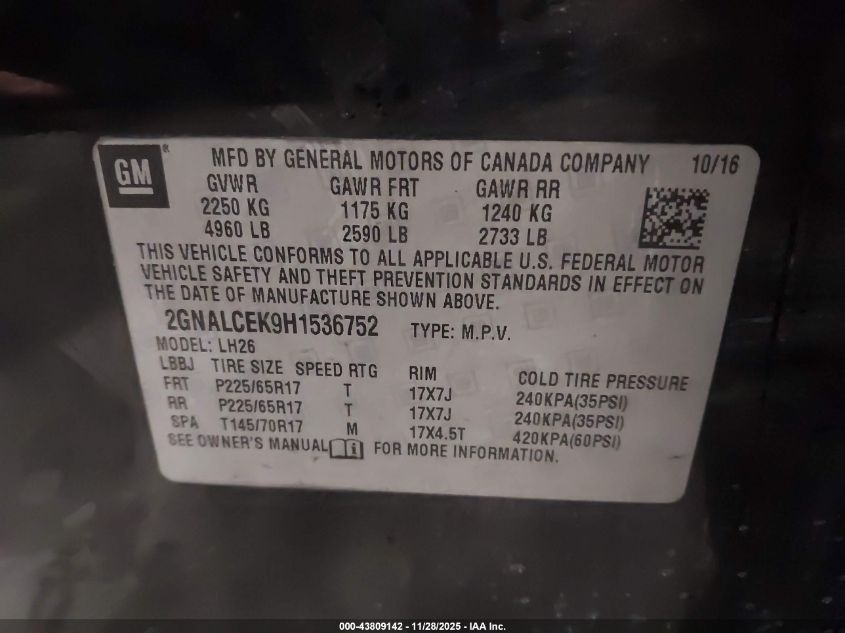 GM ® MFD BY GENERAL MOTORS OF CANADA COMPANY 10/16
GVWR GAWR FRT GAWR RR
2250 KG 1175 KG 1240 KG
4960 LB 2590 LB 2733 LB
THIS VEHICLE CONFORMS TO ALL APPLICABLE U.S. FEDERAL MOTOR
VEHICLE SAFETY AND THEFT PREVENTION STANDARDS IN EFFECT ON
THE DATE OF MANUFACTURE SHOWN ABOVE.
2GNALCEK9H1536752 TYPE: M.P.V.
MODEL: LH26
LBBJ TIRE SIZE SPEED RTG RIM COLD TIRE PRESSURE
FRT P225/65R17 T 17X7J 240KPA(35PSI)
RR P225/65R17 T 17X7J 240KPA(35PSI)
SPA T145/70R17 M 17X4.5T 420KPA(60PSI)
SEE OWNER'S MANUAL i FOR MORE INFORMATION.
000-43809142 — 11/28/2025 — IAA Inc.